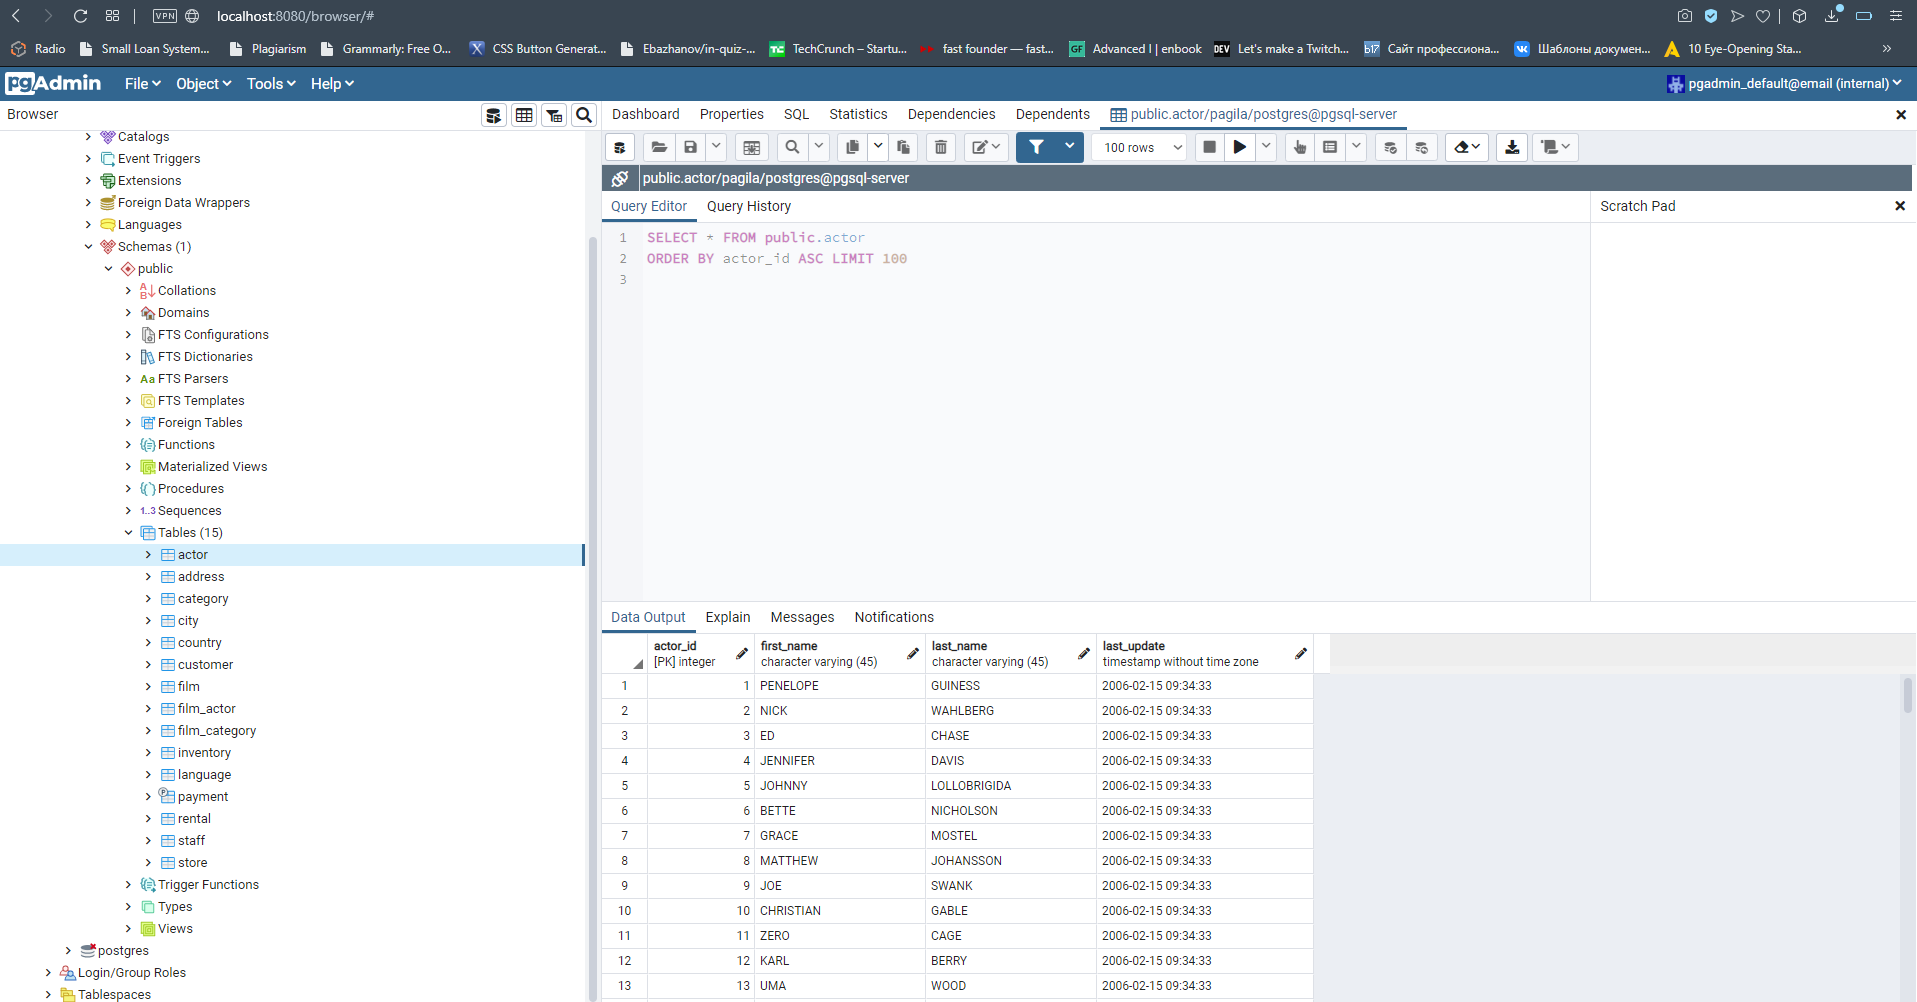 VPN localhost:8080/browser/#
Radio Small Loan System... Plagiarism Grammarly: Free O... X CSS Button Generat... Ebazhanov/in-quiz-... TC TechCrunch – Startu... fast founder — fast... GF Advanced I | enbook DEV Let's make a Twitch... b17 Сайт профессиона... Шаблоны докумен... 10 Eye-Opening Sta... »
pgAdmin File Object Tools Help pgadmin_default@email (internal)
Browser
Dashboard Properties SQL Statistics Dependencies Dependents public.actor/pagila/postgres@pgsql-server
100 rows
public.actor/pagila/postgres@pgsql-server
Query Editor Query History
Scratch Pad
1 SELECT * FROM public.actor
2 ORDER BY actor_id ASC LIMIT 100
3
Catalogs
Event Triggers
Extensions
Foreign Data Wrappers
Languages
Schemas (1)
public
Collations
Domains
FTS Configurations
FTS Dictionaries
Aa FTS Parsers
FTS Templates
Foreign Tables
Functions
Materialized Views
Procedures
1..3 Sequences
Tables (15)
actor
address
category
city
country
customer
film
film_actor
film_category
inventory
language
payment
rental
staff
store
Trigger Functions
Types
Views
postgres
Login/Group Roles
Tablespaces
Data Output Explain Messages Notifications
actor_id first_name last_name last_update
[PK] integer character varying (45) character varying (45) timestamp without time zone
1 1 PENELOPE GUINESS 2006-02-15 09:34:33
2 2 NICK WAHLBERG 2006-02-15 09:34:33
3 3 ED CHASE 2006-02-15 09:34:33
4 4 JENNIFER DAVIS 2006-02-15 09:34:33
5 5 JOHNNY LOLLOBRIGIDA 2006-02-15 09:34:33
6 6 BETTE NICHOLSON 2006-02-15 09:34:33
7 7 GRACE MOSTEL 2006-02-15 09:34:33
8 8 MATTHEW JOHANSSON 2006-02-15 09:34:33
9 9 JOE SWANK 2006-02-15 09:34:33
10 10 CHRISTIAN GABLE 2006-02-15 09:34:33
11 11 ZERO CAGE 2006-02-15 09:34:33
12 12 KARL BERRY 2006-02-15 09:34:33
13 13 UMA WOOD 2006-02-15 09:34:33